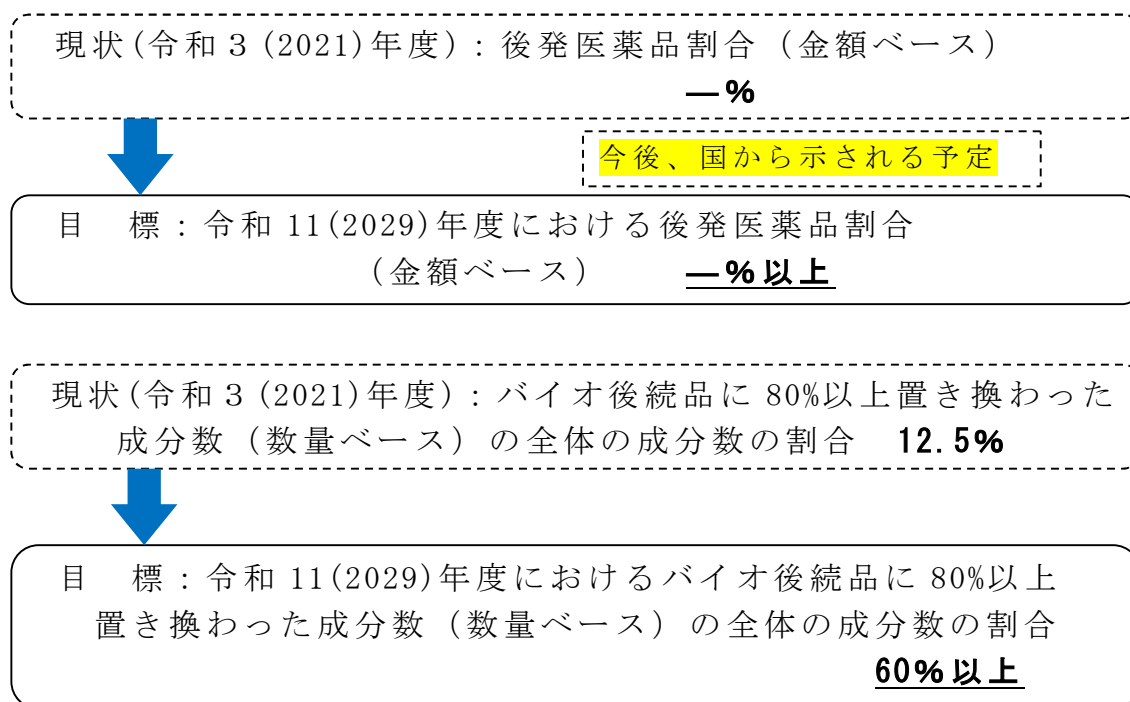 現状(令和３(2021)年度)：後発医薬品割合（金額ベース）
―％
今後、国から示される予定
目　標：令和 11(2029)年度における後発医薬品割合
（金額ベース）　　―％以上
現状(令和３(2021)年度)：バイオ後続品に 80%以上置き換わった
成分数（数量ベース）の全体の成分数の割合　12.5％
目　標：令和 11(2029)年度におけるバイオ後続品に 80%以上
置き換わった成分数（数量ベース）の全体の成分数の割合
60％以上